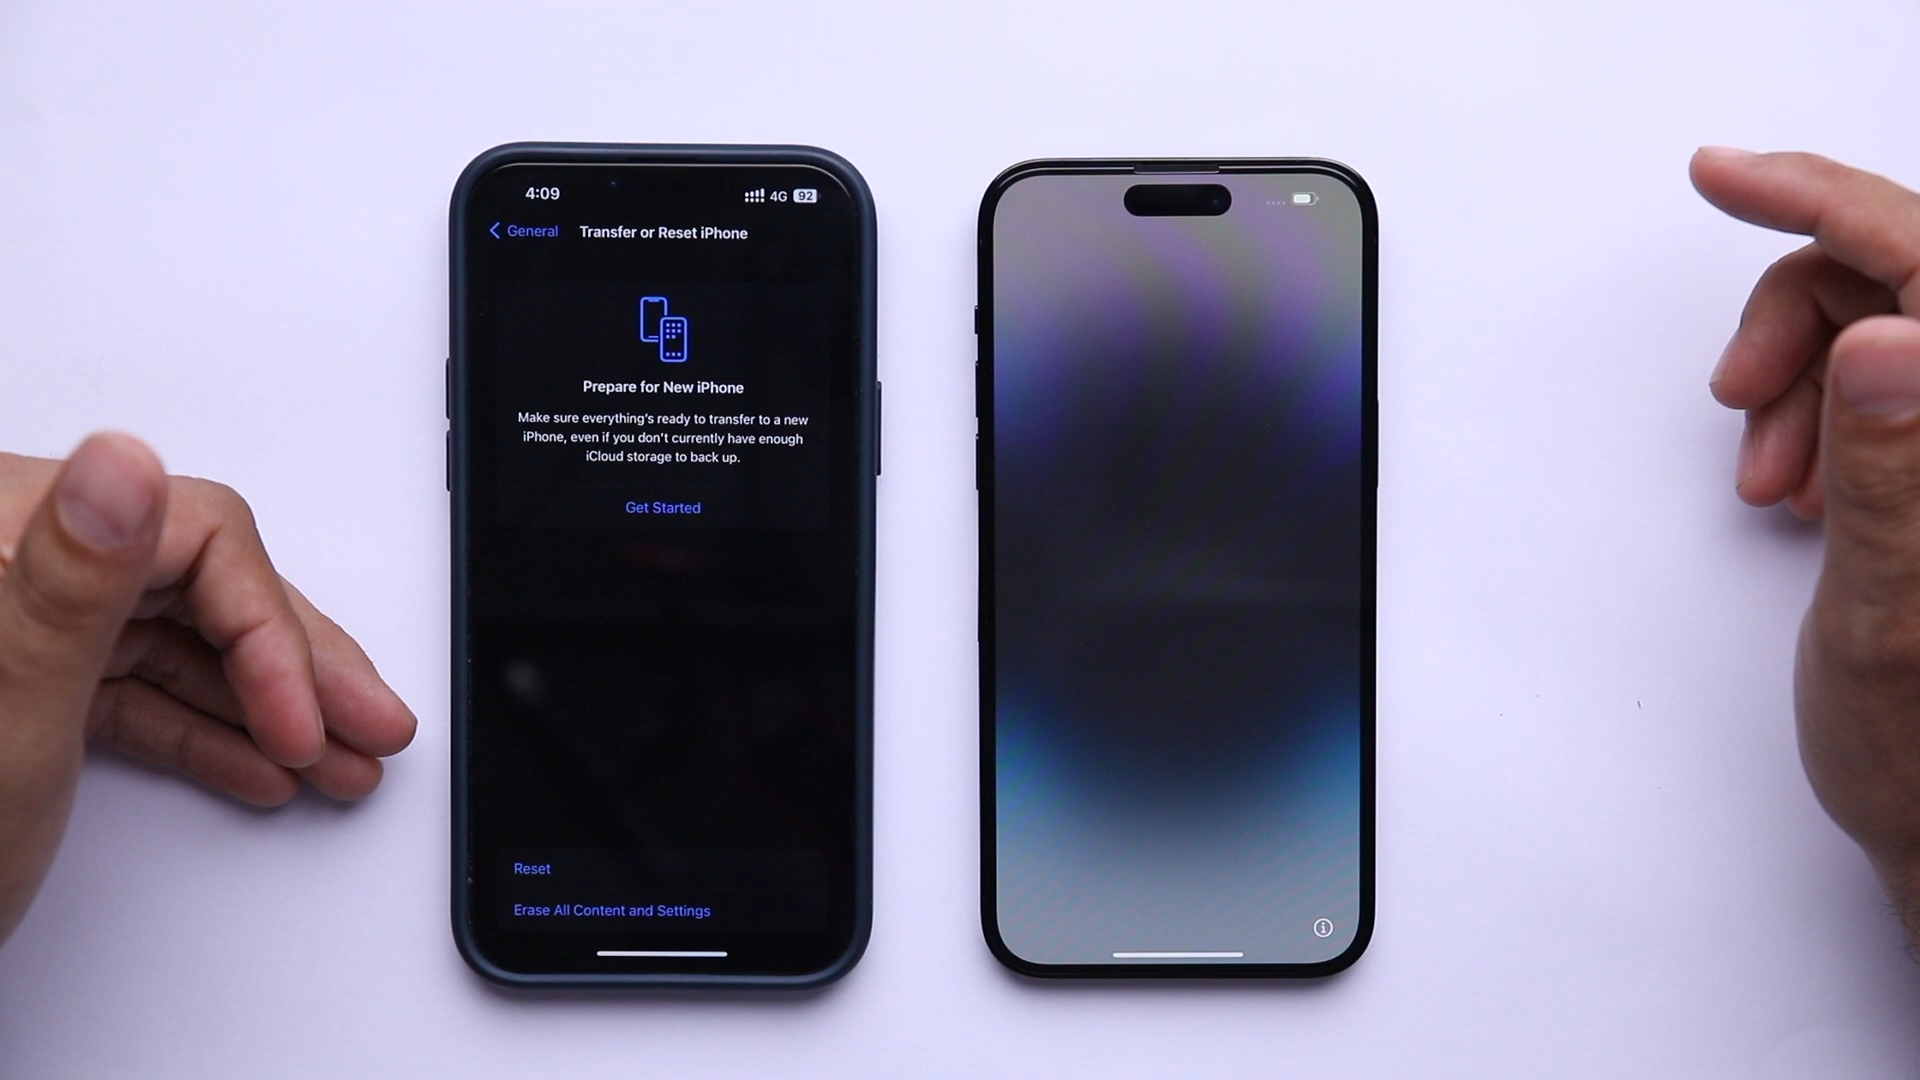 4:09
4G 92
General
Transfer or Reset iPhone
Prepare for New iPhone
Make sure everything's ready to transfer to a new
iPhone, even if you don't currently have enough
iCloud storage to back up.
Get Started
Reset
Erase All Content and Settings